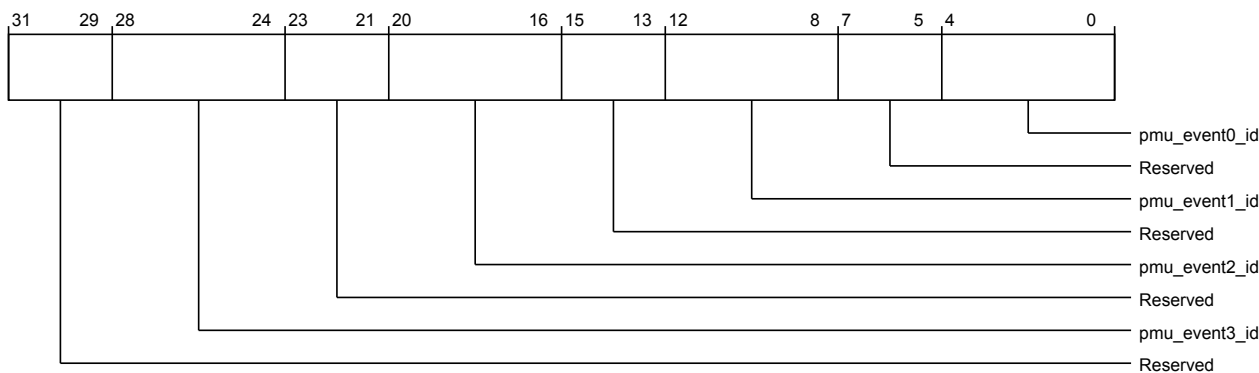 31 29 28 24 23 21 20 16 15 13 12 8 7 5 4 0
pmu_event0_id
Reserved
pmu_event1_id
Reserved
pmu_event2_id
Reserved
pmu_event3_id
Reserved